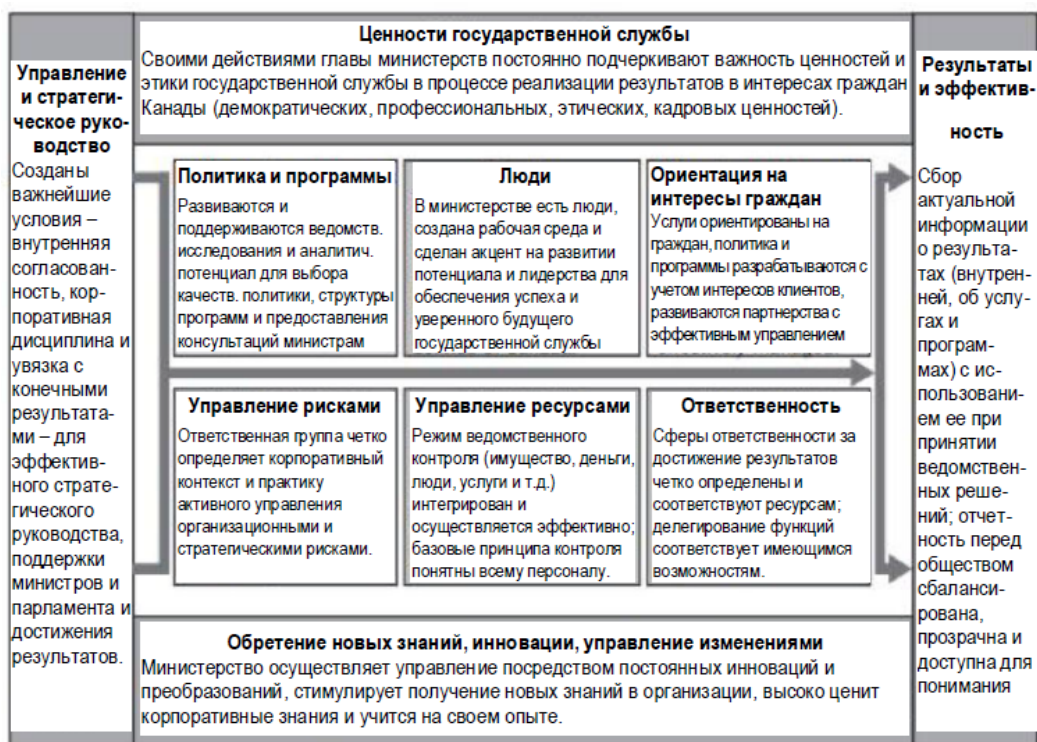 Ценности государственной службы
Своими действиями главы министерств постоянно подчеркивают важность ценностей и
этики государственной службы в процессе реализации результатов в интересах граждан
Канады (демократических, профессиональных, этических, кадровых ценностей).
Управление
и стратеги-
ческое руко-
водство
Созданы
важнейшие
условия –
внутренняя
согласован-
ность, кор-
поративная
дисциплина и
увязка с
конечными
результата-
ми – для
эффектив-
ного страте-
гического
руководства,
поддержки
министров и
парламента и
достижения
результатов.
Политика и программы
Развиваются и
поддерживаются ведомств.
исследования и аналитич.
потенциал для выбора
качеств. политики, структуры
программ и предоставления
консультаций министрам
Люди
В министерстве есть люди,
создана рабочая среда и
сделан акцент на развитии
потенциала и лидерства для
обеспечения успеха и
уверенного будущего
государственной службы
Ориентация на
интересы граждан
Услуги ориентированы на
граждан, политика и
программы разрабатываются с
учетом интересов клиентов,
развиваются партнерства с
эффективным управлением
Управление рисками
Ответственная группа четко
определяет корпоративный
контекст и практику
активного управления
организационными и
стратегическими рисками.
Управление ресурсами
Режим ведомственного
контроля (имущество, деньги,
люди, услуги и т.д.)
интегрирован и
осуществляется эффективно;
базовые принципа контроля
понятны всему персоналу.
Ответственность
Сферы ответственности за
достижение результатов
четко определены и
соответствуют ресурсам;
делегирование функций
соответствует имеющимся
возможностям.
Результаты
и эффектив-
ность
Сбор
актуальной
информации
о результа-
тах (внутрен-
ней, об услу-
гах и
програм-
мах) с ис-
пользовани-
ем ее при
принятии
ведомствен-
ных реше-
ний; отчет-
ность перед
обществом
сбаланси-
рована,
прозрачна и
доступна для
понимания
Обретение новых знаний, инновации, управление изменениями
Министерство осуществляет управление посредством постоянных инноваций и
преобразований, стимулирует получение новых знаний в организации, высоко ценит
корпоративные знания и учится на своем опыте.